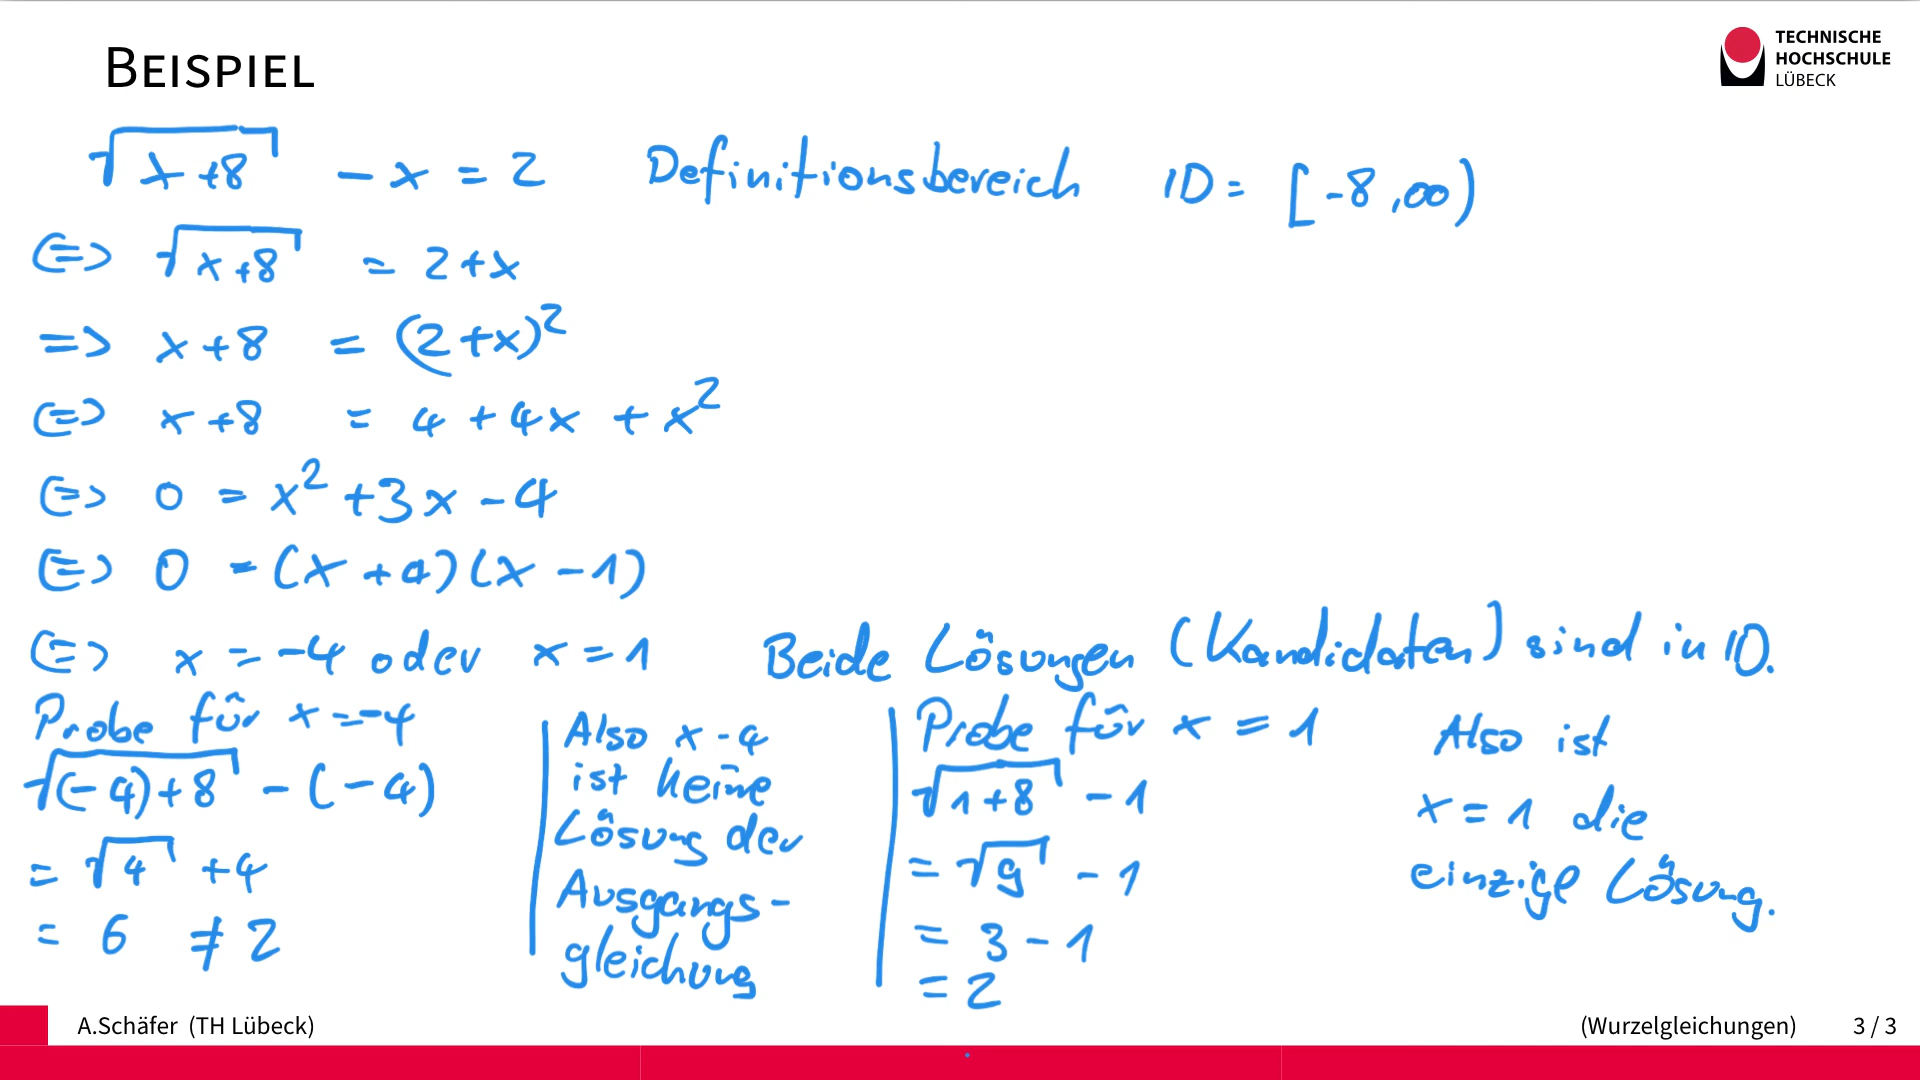 BEISPIEL
TECHNISCHE
HOCHSCHULE
LÜBECK
√(x+8) - x = 2 Definitionsbereich ID = [-8,∞)
<=> √(x+8) = 2+x
=> x+8 = (2+x)²
<=> x+8 = 4+4x+x²
<=> 0 = x²+3x-4
<=> 0 = (x+4)(x-1)
<=> x=-4 oder x=1 Beide Lösungen (Kandidaten) sind in ID.
Probe für x=-4
√((-4)+8) - (-4)
= √4 +4
= 6 ≠ 2
Also x-4
ist keine
Lösung der
Ausgangs-
gleichung
Probe für x = 1
√(1+8) - 1
= √9 - 1
= 3-1
= 2
Also ist
x=1 die
einzige Lösung.
A.Schäfer (TH Lübeck)
(Wurzelgleichungen) 3 / 3